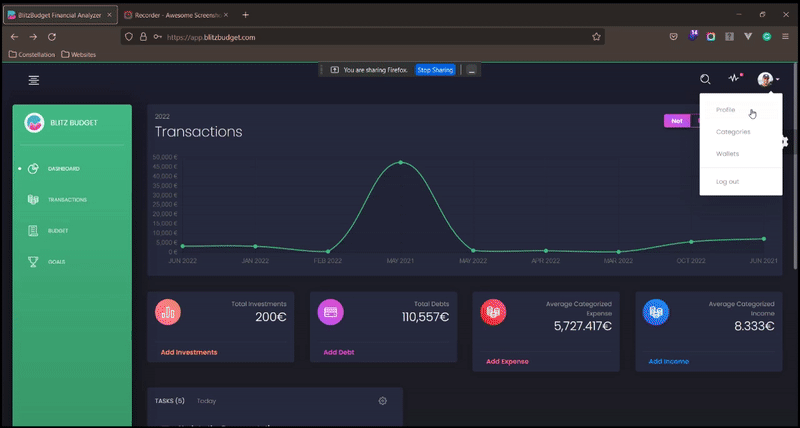 BlitzBudget Financial Analyzer
Recorder - Awesome Screensh
https://app.blitzbudget.com
14
Constellation
Websites
You are sharing Firefox.
Stop Sharing
BLITZ BUDGET
DASHBOARD
TRANSACTIONS
BUDGET
GOALS
2022
Transactions
Net
50,000 €
45,000 €
40,000 €
35,000 €
30,000 €
25,000 €
20,000 €
15,000 €
10,000 €
5,000 €
0 €
JUN 2022
JAN 2022
FEB 2022
MAY 2021
MAY 2022
APR 2022
MAR 2022
OCT 2022
JUN 2021
Profile
Categories
Wallets
Log out
Total Investments
200€
Add Investments
Total Debts
110,557€
Add Debt
Average Categorized
Expense
5,727.417€
Add Expense
Average Categorized
Income
8.333€
Add Income
TASKS (5)
Today